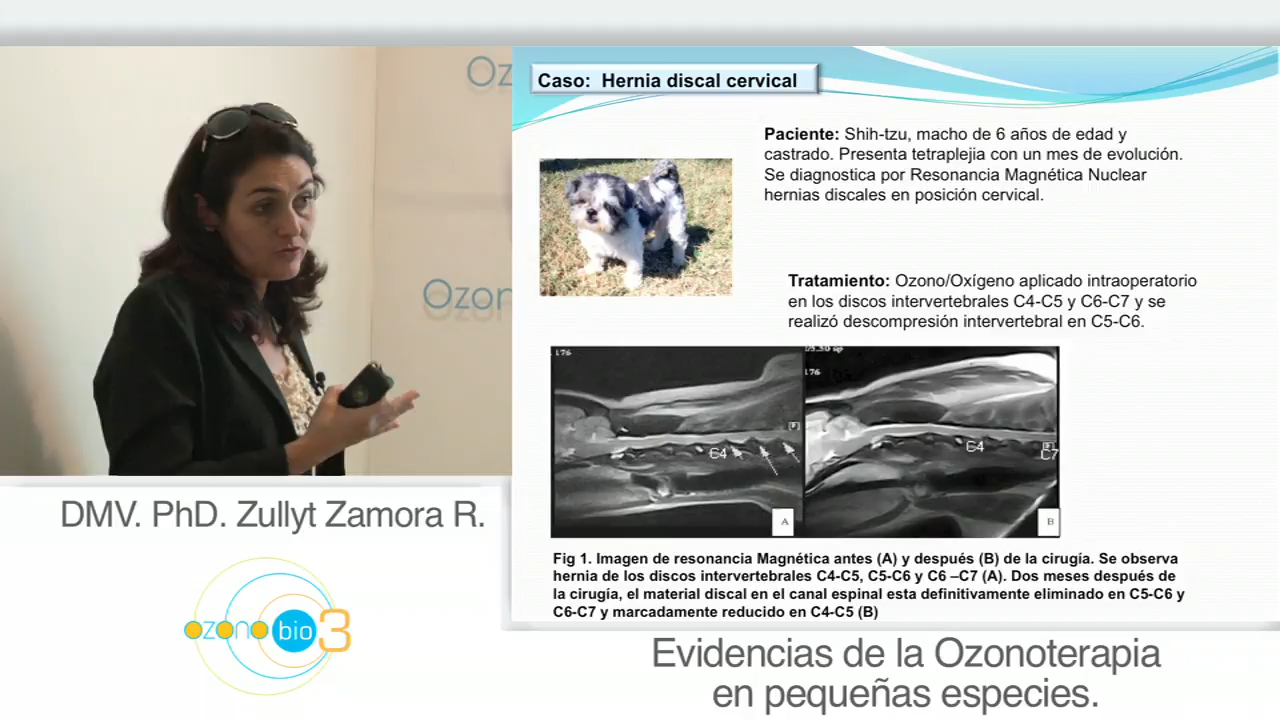 Oz
Ozon
Caso: Hernia discal cervical
Paciente: Shih-tzu, macho de 6 años de edad y
castrado. Presenta tetraplejia con un mes de evolución.
Se diagnostica por Resonancia Magnética Nuclear
hernias discales en posición cervical.
Tratamiento: Ozono/Oxígeno aplicado intraoperatorio
en los discos intervertebrales C4-C5 y C6-C7 y se
realizó descompresión intervertebral en C5-C6.
176
C4
A
176
C4
C7
B
Fig 1. Imagen de resonancia Magnética antes (A) y después (B) de la cirugía. Se observa
hernia de los discos intervertebrales C4-C5, C5-C6 y C6 –C7 (A). Dos meses después de
la cirugía, el material discal en el canal espinal esta definitivamente eliminado en C5-C6 y
C6-C7 y marcadamente reducido en C4-C5 (B)
DMV. PhD. Zullyt Zamora R.
ozono bio 3
Evidencias de la Ozonoterapia
en pequeñas especies.